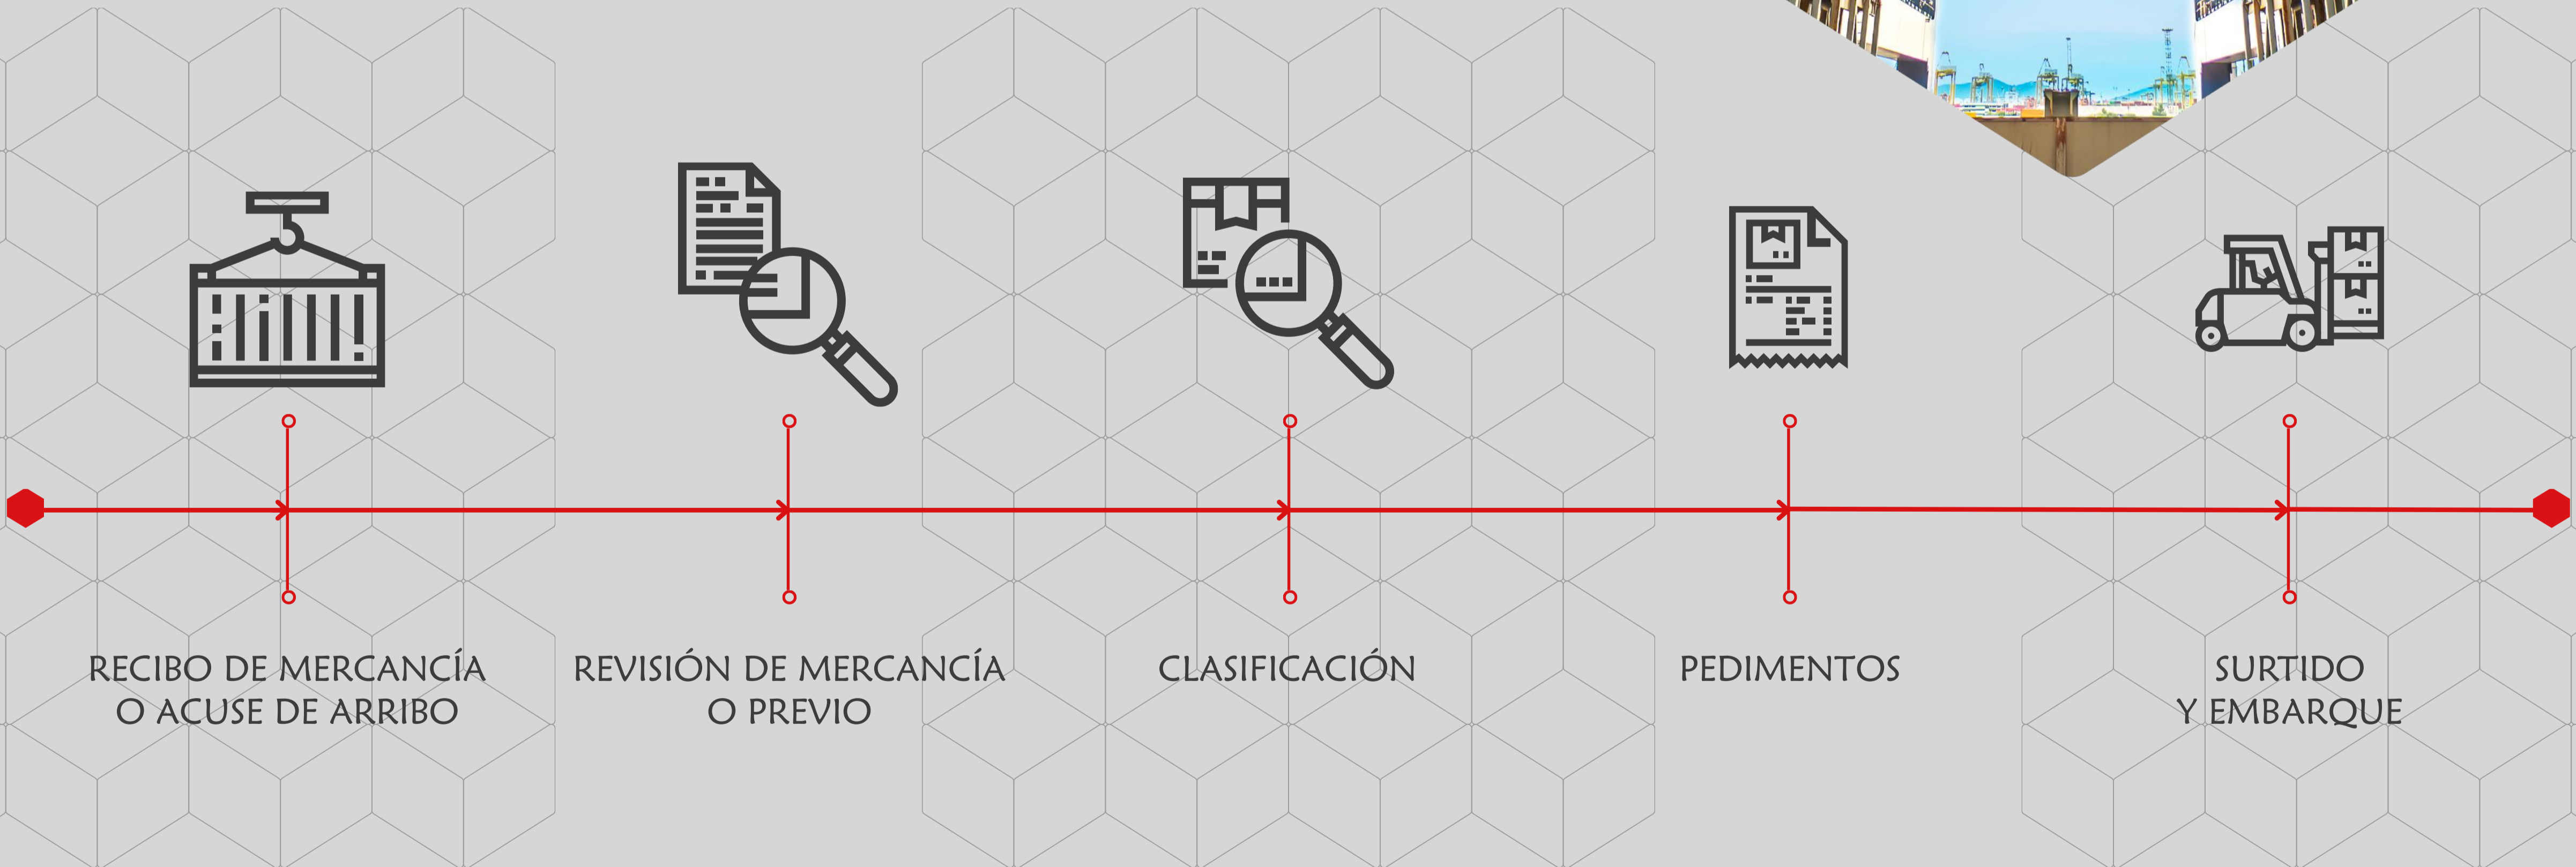 RECIBO DE MERCANCÍA
O ACUSE DE ARRIBO
REVISIÓN DE MERCANCÍA
O PREVIO
CLASIFICACIÓN
PEDIMENTOS
SURTIDO
Y EMBARQUE